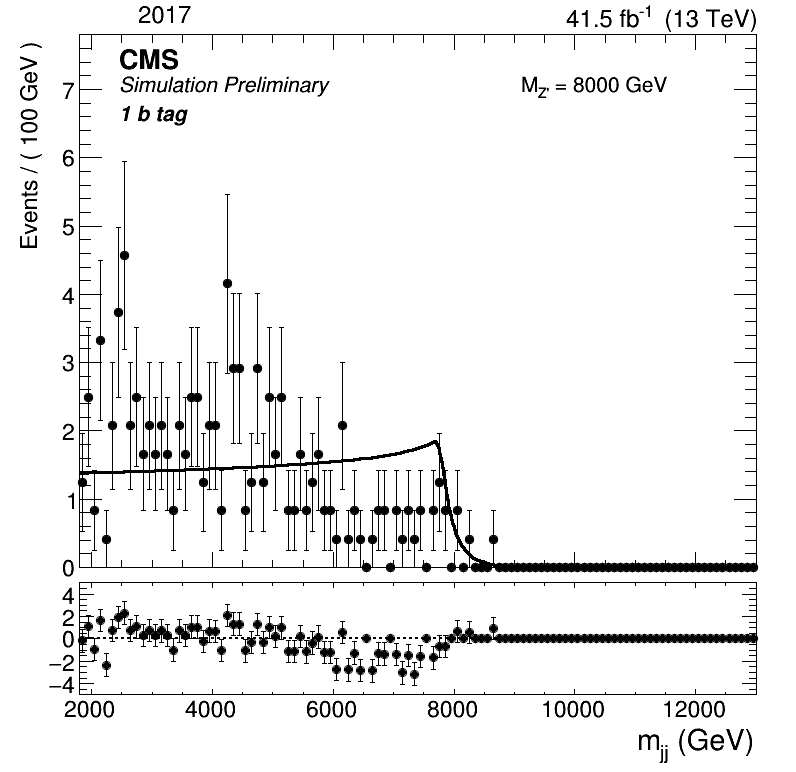 2017 41.5 fb⁻¹ (13 TeV)
CMS
Simulation Preliminary
M_Z' = 8000 GeV
1 b tag
Events / ( 100 GeV )
7
6
5
4
3
2
1
0
4
2
0
−2
−4
2000 4000 6000 8000 10000 12000
m_jj (GeV)